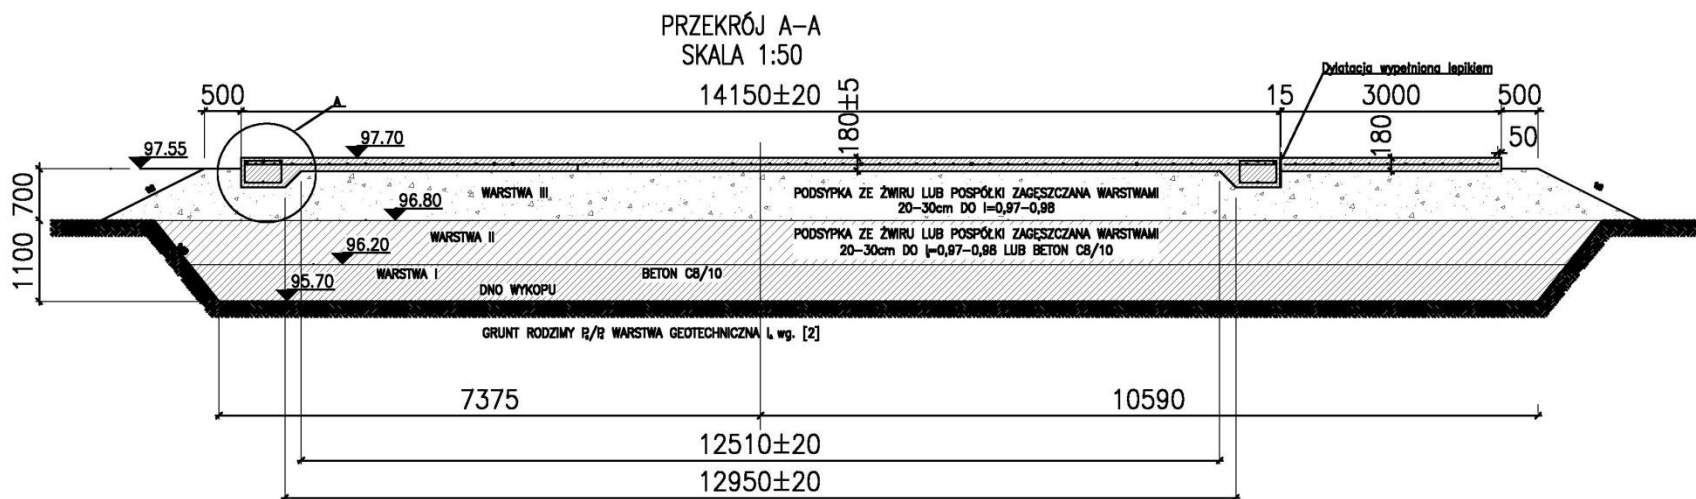 PRZEKRÓJ A-A
SKALA 1:50
Dylatacja wypełniona lepikiem
500
14150±20
15
3000
500
A
180±5
180
50
97.55
97.70
700
WARSTWA III
PODSYPKA ZE ŻWIRU LUB POSPÓŁKI ZAGĘSZCZANA WARSTWAMI
20-30cm DO I=0,97-0,98
96.80
1100
WARSTWA II
PODSYPKA ZE ŻWIRU LUB POSPÓŁKI ZAGĘSZCZANA WARSTWAMI
20-30cm DO I=0,97-0,98 LUB BETON C8/10
96.20
WARSTWA I
BETON C8/10
95.70
DNO WYKOPU
GRUNT RODZIMY WARSTWA GEOTECHNICZNA wg. [2]
7375
10590
12510±20
12950±20